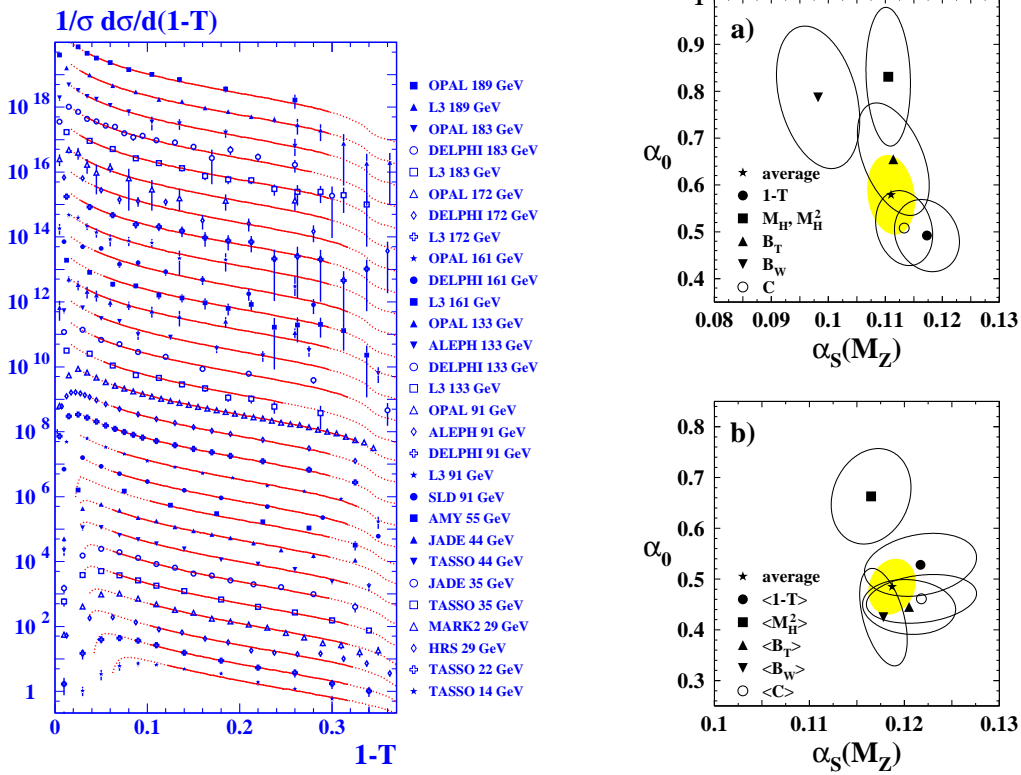 1/σ dσ/d(1-T)
10^18
10^16
10^14
10^12
10^10
10^8
10^6
10^4
10^2
1
0
0.1
0.2
0.3
1-T
OPAL 189 GeV
L3 189 GeV
OPAL 183 GeV
DELPHI 183 GeV
L3 183 GeV
OPAL 172 GeV
DELPHI 172 GeV
L3 172 GeV
OPAL 161 GeV
DELPHI 161 GeV
L3 161 GeV
OPAL 133 GeV
ALEPH 133 GeV
DELPHI 133 GeV
L3 133 GeV
OPAL 91 GeV
ALEPH 91 GeV
DELPHI 91 GeV
L3 91 GeV
SLD 91 GeV
AMY 55 GeV
JADE 44 GeV
TASSO 44 GeV
JADE 35 GeV
TASSO 35 GeV
MARK2 29 GeV
HRS 29 GeV
TASSO 22 GeV
TASSO 14 GeV
a)
0.9
0.8
0.7
0.6
0.5
0.4
α_0
average
1-T
M_H, M_H^2
B_T
B_W
C
0.08
0.09
0.1
0.11
0.12
0.13
α_S(M_Z)
b)
0.8
0.7
0.6
0.5
0.4
0.3
α_0
average
<1-T>
<M_H^2>
<B_T>
<B_W>
<C>
0.1
0.11
0.12
0.13
α_S(M_Z)